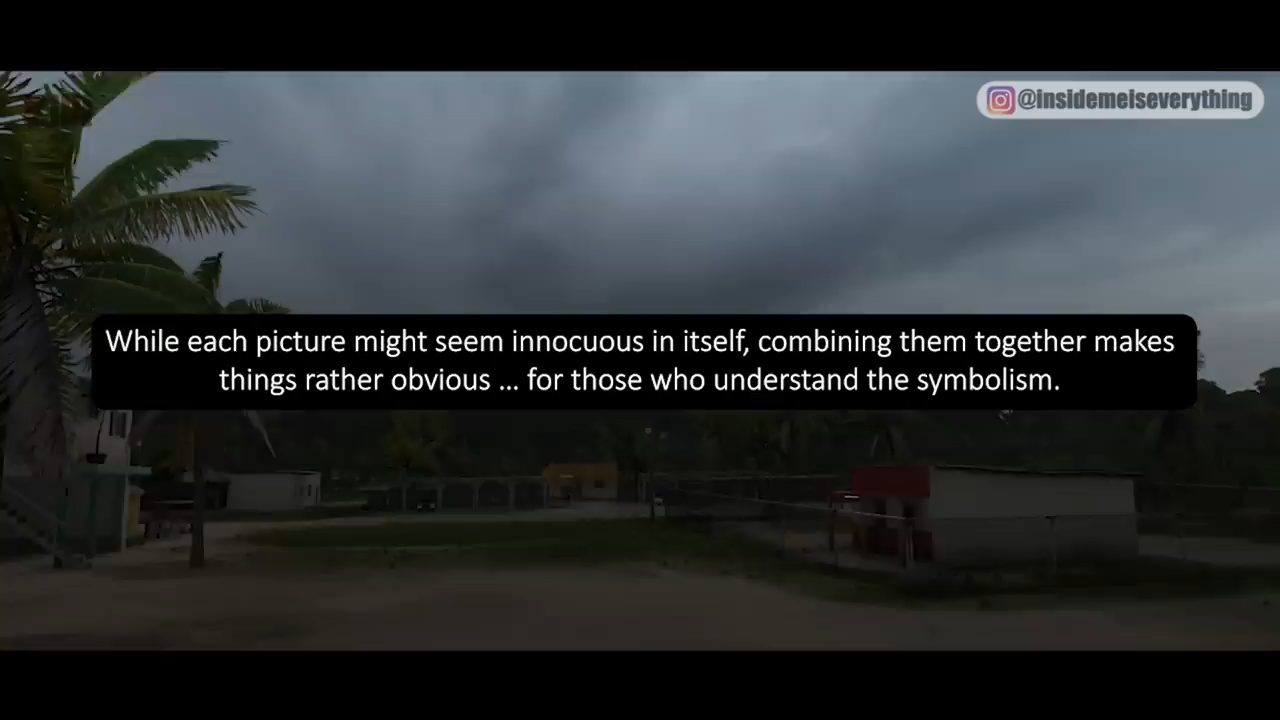 @insidemeiseverything
While each picture might seem innocuous in itself, combining them together makes
things rather obvious ... for those who understand the symbolism.